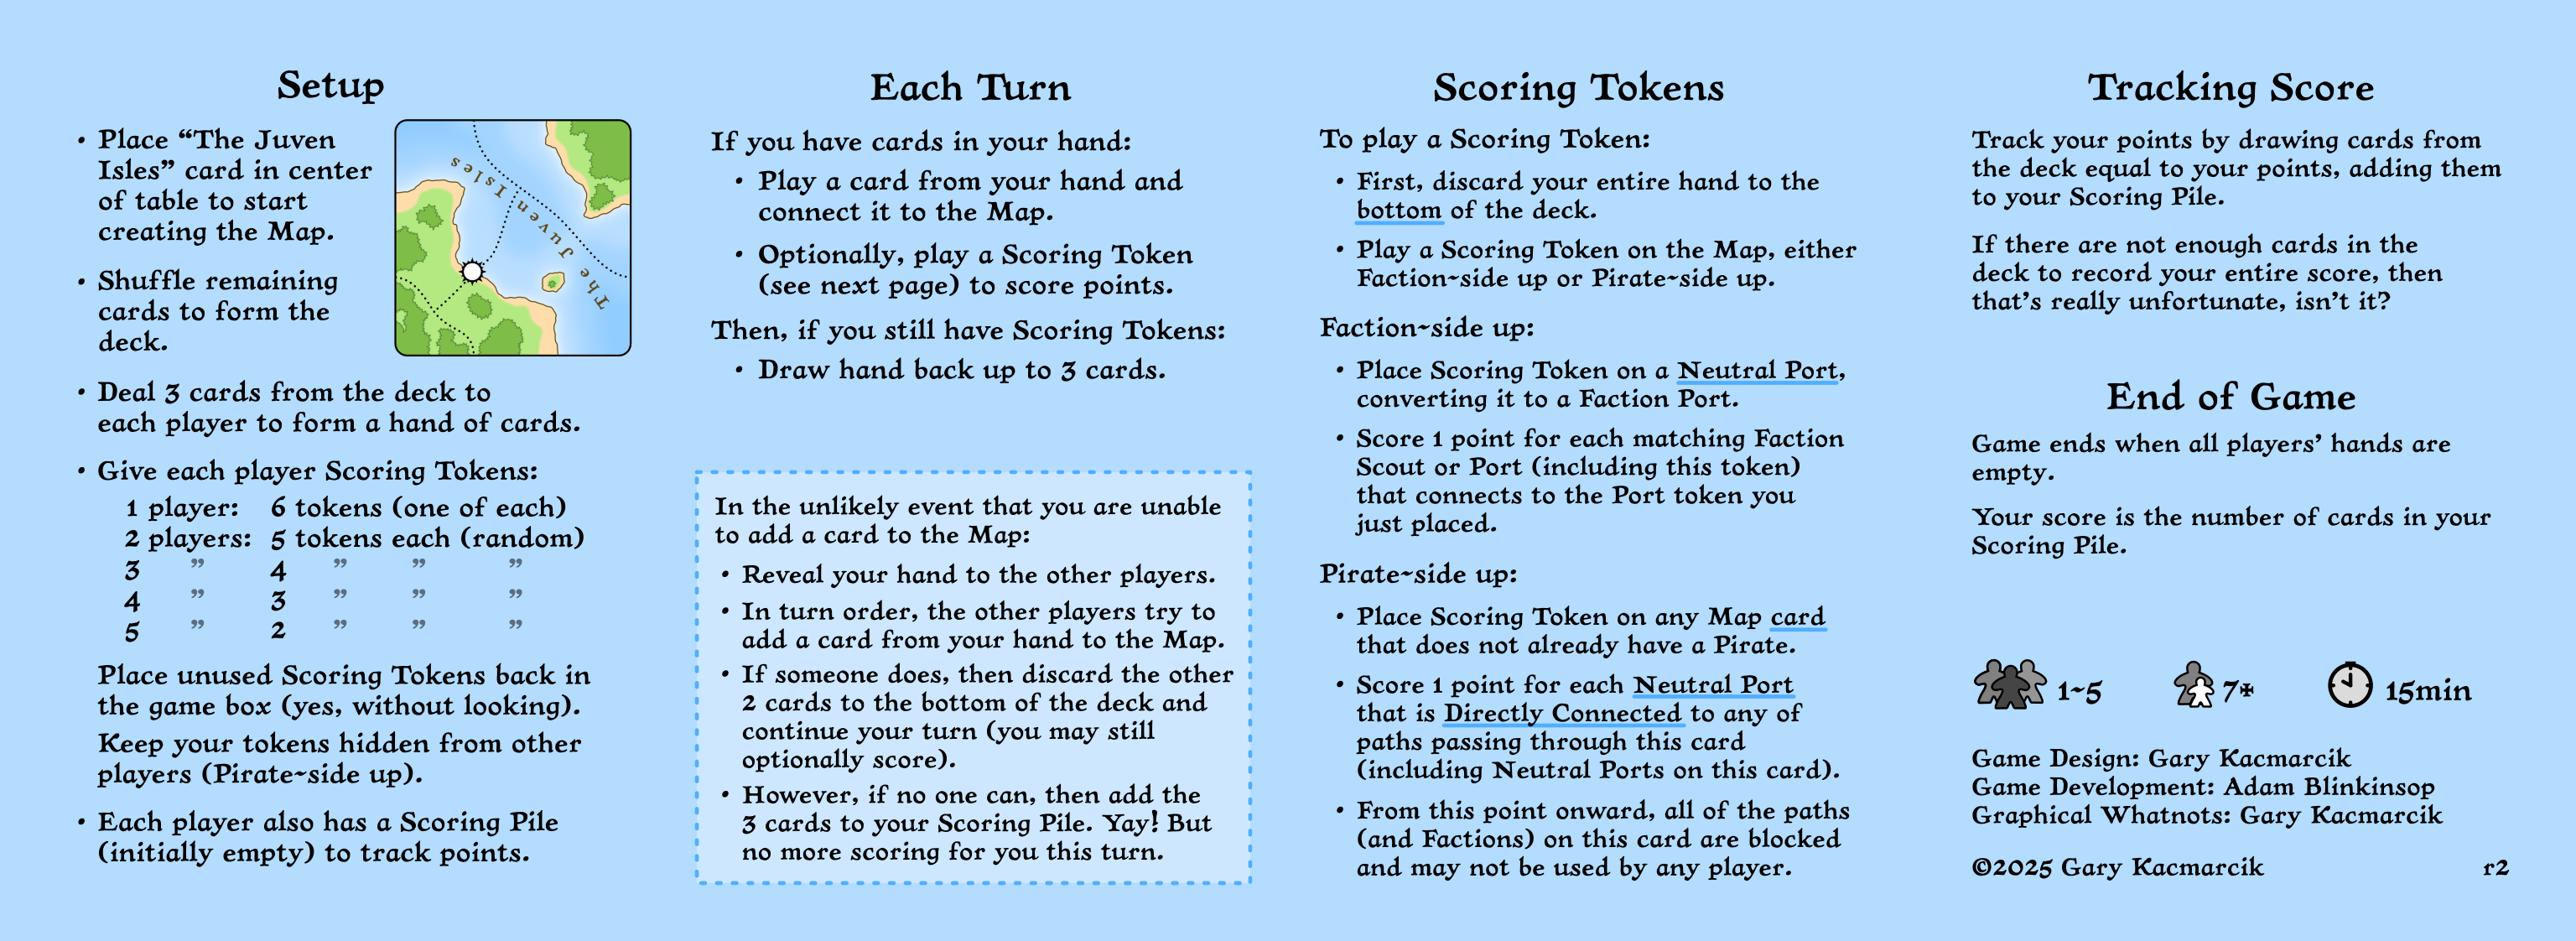 Setup
• Place “The Juven
Isles” card in center
of table to start
creating the Map.
• Shuffle remaining
cards to form the
deck.
The Juven Isles
• Deal 3 cards from the deck to
each player to form a hand of cards.
• Give each player Scoring Tokens:
1 player: 6 tokens (one of each)
2 players: 5 tokens each (random)
3 ” 4 ” ” ”
4 ” 3 ” ” ”
5 ” 2 ” ” ”
Place unused Scoring Tokens back in
the game box (yes, without looking).
Keep your tokens hidden from other
players (Pirate~side up).
• Each player also has a Scoring Pile
(initially empty) to track points.
Each Turn
If you have cards in your hand:
• Play a card from your hand and
connect it to the Map.
• Optionally, play a Scoring Token
(see next page) to score points.
Then, if you still have Scoring Tokens:
• Draw hand back up to 3 cards.
In the unlikely event that you are unable
to add a card to the Map:
• Reveal your hand to the other players.
• In turn order, the other players try to
add a card from your hand to the Map.
• If someone does, then discard the other
2 cards to the bottom of the deck and
continue your turn (you may still
optionally score).
• However, if no one can, then add the
3 cards to your Scoring Pile. Yay! But
no more scoring for you this turn.
Scoring Tokens
To play a Scoring Token:
• First, discard your entire hand to the
bottom of the deck.
• Play a Scoring Token on the Map, either
Faction~side up or Pirate~side up.
Faction~side up:
• Place Scoring Token on a Neutral Port,
converting it to a Faction Port.
• Score 1 point for each matching Faction
Scout or Port (including this token)
that connects to the Port token you
just placed.
Pirate~side up:
• Place Scoring Token on any Map card
that does not already have a Pirate.
• Score 1 point for each Neutral Port
that is Directly Connected to any of
paths passing through this card
(including Neutral Ports on this card).
• From this point onward, all of the paths
(and Factions) on this card are blocked
and may not be used by any player.
Tracking Score
Track your points by drawing cards from
the deck equal to your points, adding them
to your Scoring Pile.
If there are not enough cards in the
deck to record your entire score, then
that’s really unfortunate, isn’t it?
End of Game
Game ends when all players’ hands are
empty.
Your score is the number of cards in your
Scoring Pile.
1~5 7+ 15min
Game Design: Gary Kacmarcik
Game Development: Adam Blinkinsop
Graphical Whatnots: Gary Kacmarcik
©2025 Gary Kacmarcik r2